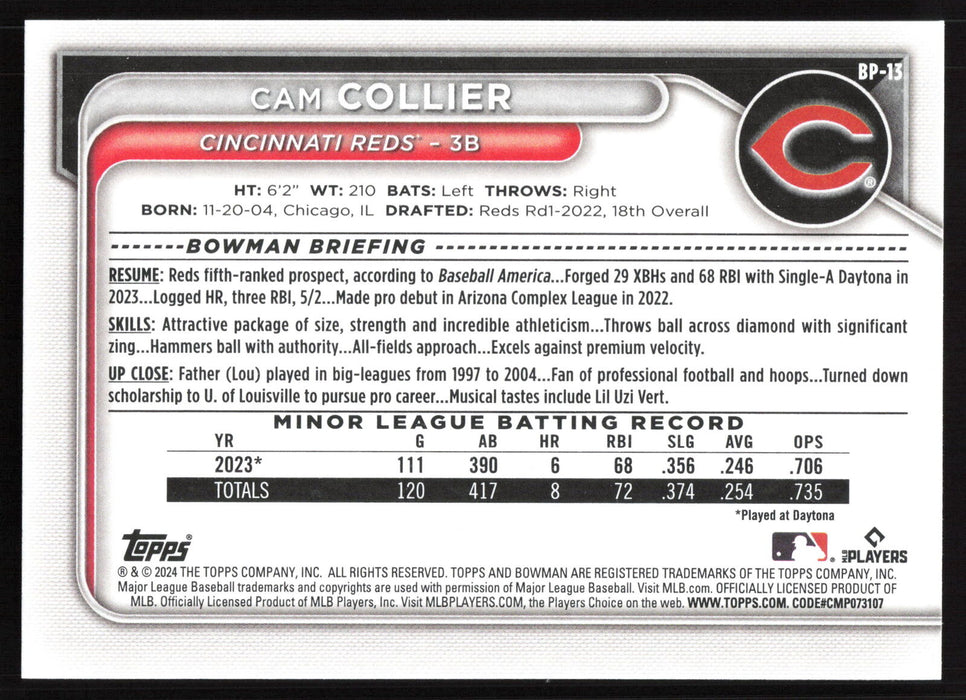 BP-13
CAM COLLIER
CINCINNATI REDS™ – 3B
C
®
HT: 6'2" WT: 210 BATS: Left THROWS: Right
BORN: 11-20-04, Chicago, IL DRAFTED: Reds Rd1-2022, 18th Overall
BOWMAN BRIEFING
RESUME: Reds fifth-ranked prospect, according to Baseball America...Forged 29 XBHs and 68 RBI with Single-A Daytona in
2023...Logged HR, three RBI, 5/2...Made pro debut in Arizona Complex League in 2022.
SKILLS: Attractive package of size, strength and incredible athleticism...Throws ball across diamond with significant
zing...Hammers ball with authority...All-fields approach...Excels against premium velocity.
UP CLOSE: Father (Lou) played in big-leagues from 1997 to 2004...Fan of professional football and hoops...Turned down
scholarship to U. of Louisville to pursue pro career...Musical tastes include Lil Uzi Vert.
MINOR LEAGUE BATTING RECORD
YR G AB HR RBI SLG AVG OPS
2023* 111 390 6 68 .356 .246 .706
TOTALS 120 417 8 72 .374 .254 .735
*Played at Daytona
TOPPS® MLB PLAYERS
® & © 2024 THE TOPPS COMPANY, INC. ALL RIGHTS RESERVED. TOPPS AND BOWMAN ARE REGISTERED TRADEMARKS OF THE TOPPS COMPANY, INC.
Major League Baseball trademarks and copyrights are used with permission of Major League Baseball. Visit MLB.com. OFFICIALLY LICENSED PRODUCT OF
MLB. Officially Licensed Product of MLB Players, Inc. Visit MLBPLAYERS.COM, the Players Choice on the web. WWW.TOPPS.COM. CODE#CMP073107